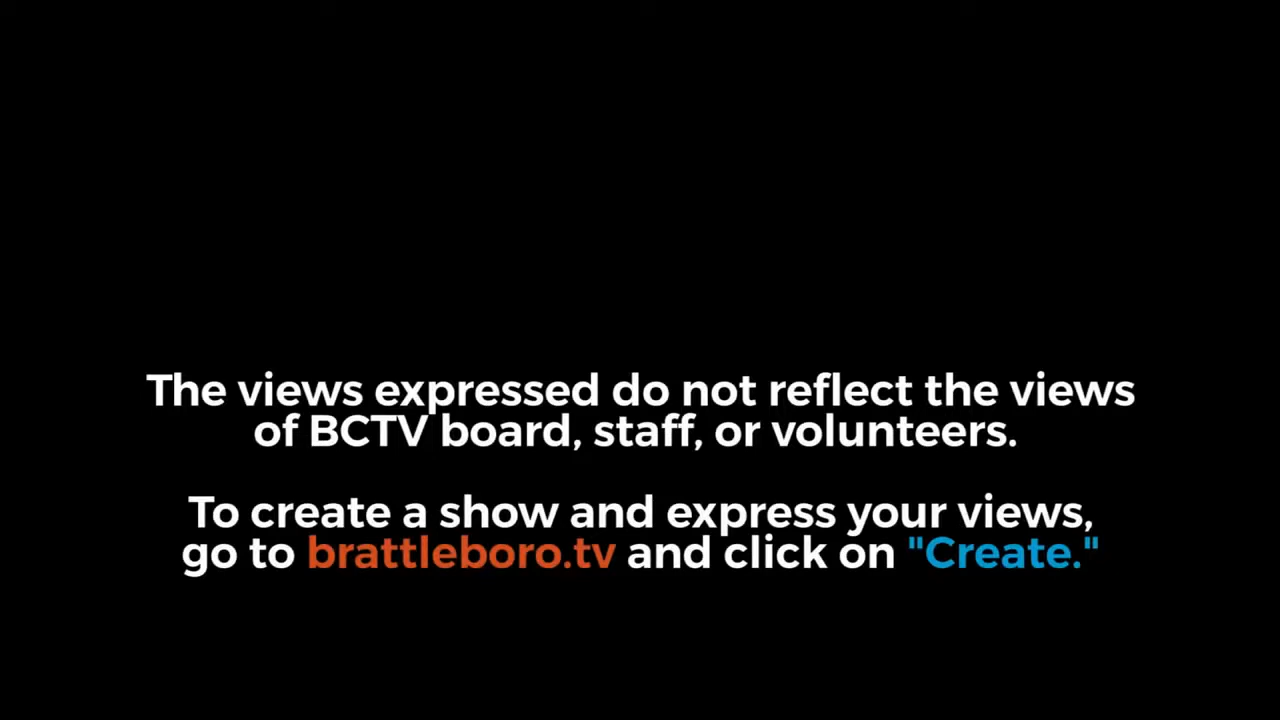 The views expressed do not reflect the views
of BCTV board, staff, or volunteers.
To create a show and express your views,
go to brattleboro.tv and click on "Create."